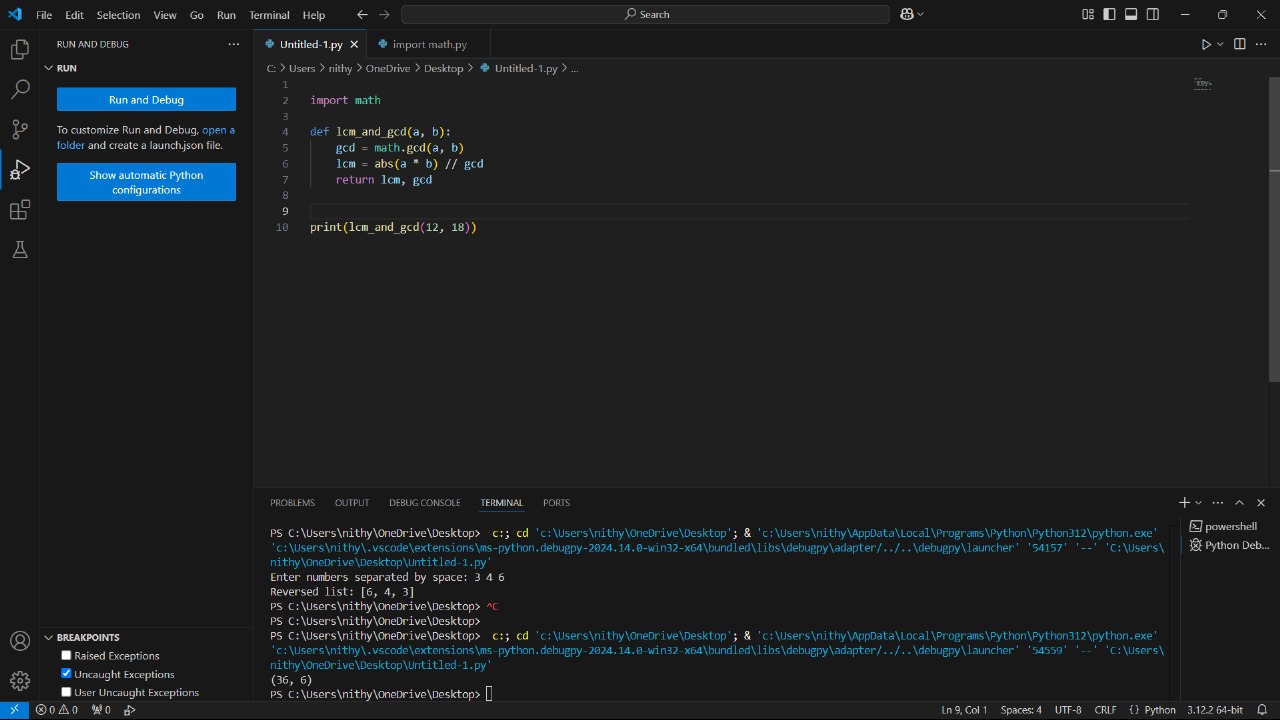 File Edit Selection View Go Run Terminal Help
Search
RUN AND DEBUG
RUN
Run and Debug
To customize Run and Debug, open a
folder and create a launch.json file.
Show automatic Python
configurations
Untitled-1.py
import math.py
C: > Users > nithy > OneDrive > Desktop > Untitled-1.py > ...
1
2 import math
3
4 def lcm_and_gcd(a, b):
5 gcd = math.gcd(a, b)
6 lcm = abs(a * b) // gcd
7 return lcm, gcd
8
9
10 print(lcm_and_gcd(12, 18))
PROBLEMS OUTPUT DEBUG CONSOLE TERMINAL PORTS
PS C:\Users\nithy\OneDrive\Desktop>  c:; cd 'c:\Users\nithy\OneDrive\Desktop'; & 'c:\Users\nithy\AppData\Local\Programs\Python\Python312\python.exe'
'c:\Users\nithy\.vscode\extensions\ms-python.debugpy-2024.14.0-win32-x64\bundled\libs\debugpy\adapter/../..\debugpy\launcher' '54157' '--' 'C:\Users\
nithy\OneDrive\Desktop\Untitled-1.py'
Enter numbers separated by space: 3 4 6
Reversed list: [6, 4, 3]
PS C:\Users\nithy\OneDrive\Desktop> ^C
PS C:\Users\nithy\OneDrive\Desktop>
PS C:\Users\nithy\OneDrive\Desktop>  c:; cd 'c:\Users\nithy\OneDrive\Desktop'; & 'c:\Users\nithy\AppData\Local\Programs\Python\Python312\python.exe'
'c:\Users\nithy\.vscode\extensions\ms-python.debugpy-2024.14.0-win32-x64\bundled\libs\debugpy\adapter/../..\debugpy\launcher' '54559' '--' 'C:\Users\
nithy\OneDrive\Desktop\Untitled-1.py'
(36, 6)
PS C:\Users\nithy\OneDrive\Desktop>
powershell
Python Deb...
BREAKPOINTS
Raised Exceptions
Uncaught Exceptions
User Uncaught Exceptions
0 0 0 Ln 9, Col 1 Spaces: 4 UTF-8 CRLF {} Python 3.12.2 64-bit